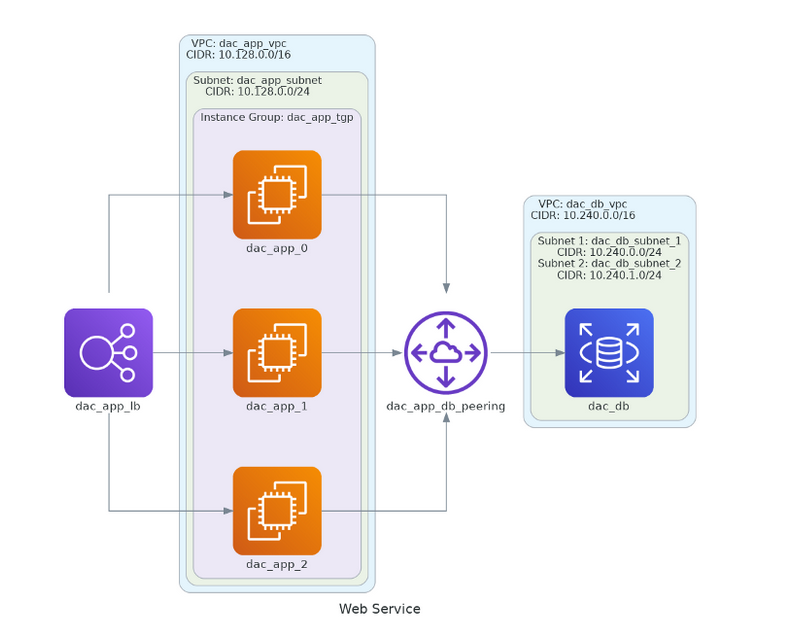 VPC: dac_app_vpc
CIDR: 10.128.0.0/16
Subnet: dac_app_subnet
CIDR: 10.128.0.0/24
Instance Group: dac_app_tgp
dac_app_0
VPC: dac_db_vpc
CIDR: 10.240.0.0/16
Subnet 1: dac_db_subnet_1
CIDR: 10.240.0.0/24
Subnet 2: dac_db_subnet_2
CIDR: 10.240.1.0/24
dac_app_lb
dac_app_1
dac_app_db_peering
dac_db
dac_app_2
Web Service